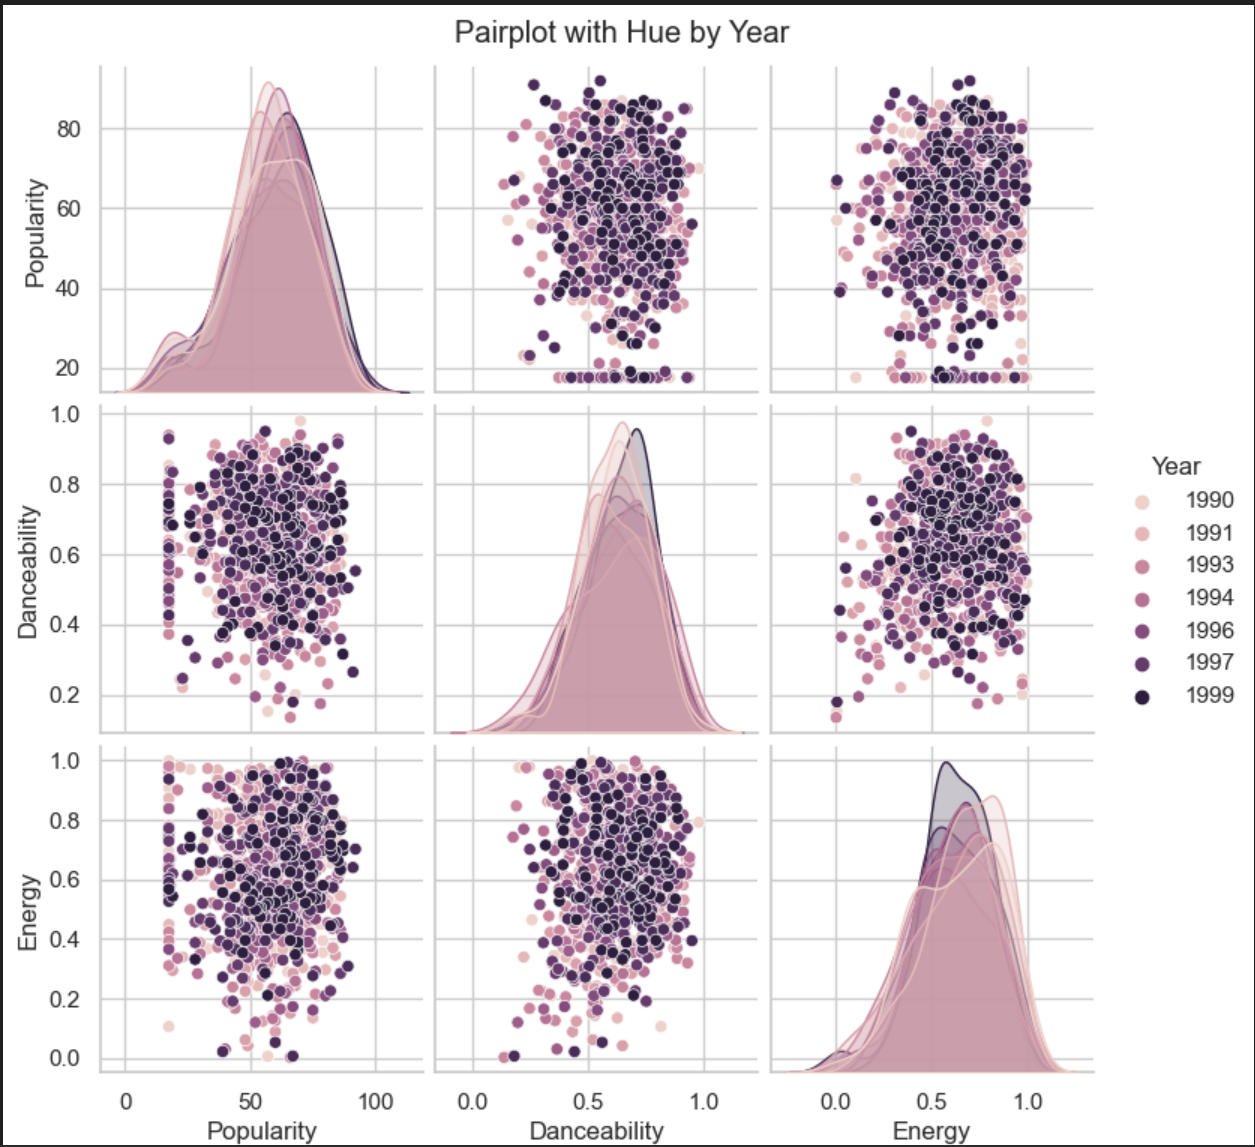 Pairplot with Hue by Year
80
60
40
20
Popularity
1.0
0.8
0.6
0.4
0.2
Danceability
1.0
0.8
0.6
0.4
0.2
0.0
Energy
0 50 100
Popularity
0.0 0.5 1.0
Danceability
0.0 0.5 1.0
Energy
Year
1990
1991
1993
1994
1996
1997
1999